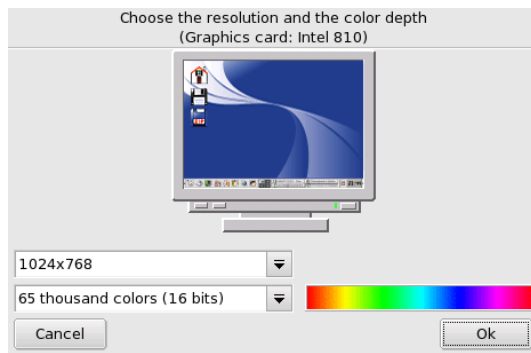 Choose the resolution and the color depth
(Graphics card: Intel 810)
1024x768
65 thousand colors (16 bits)
Cancel
Ok